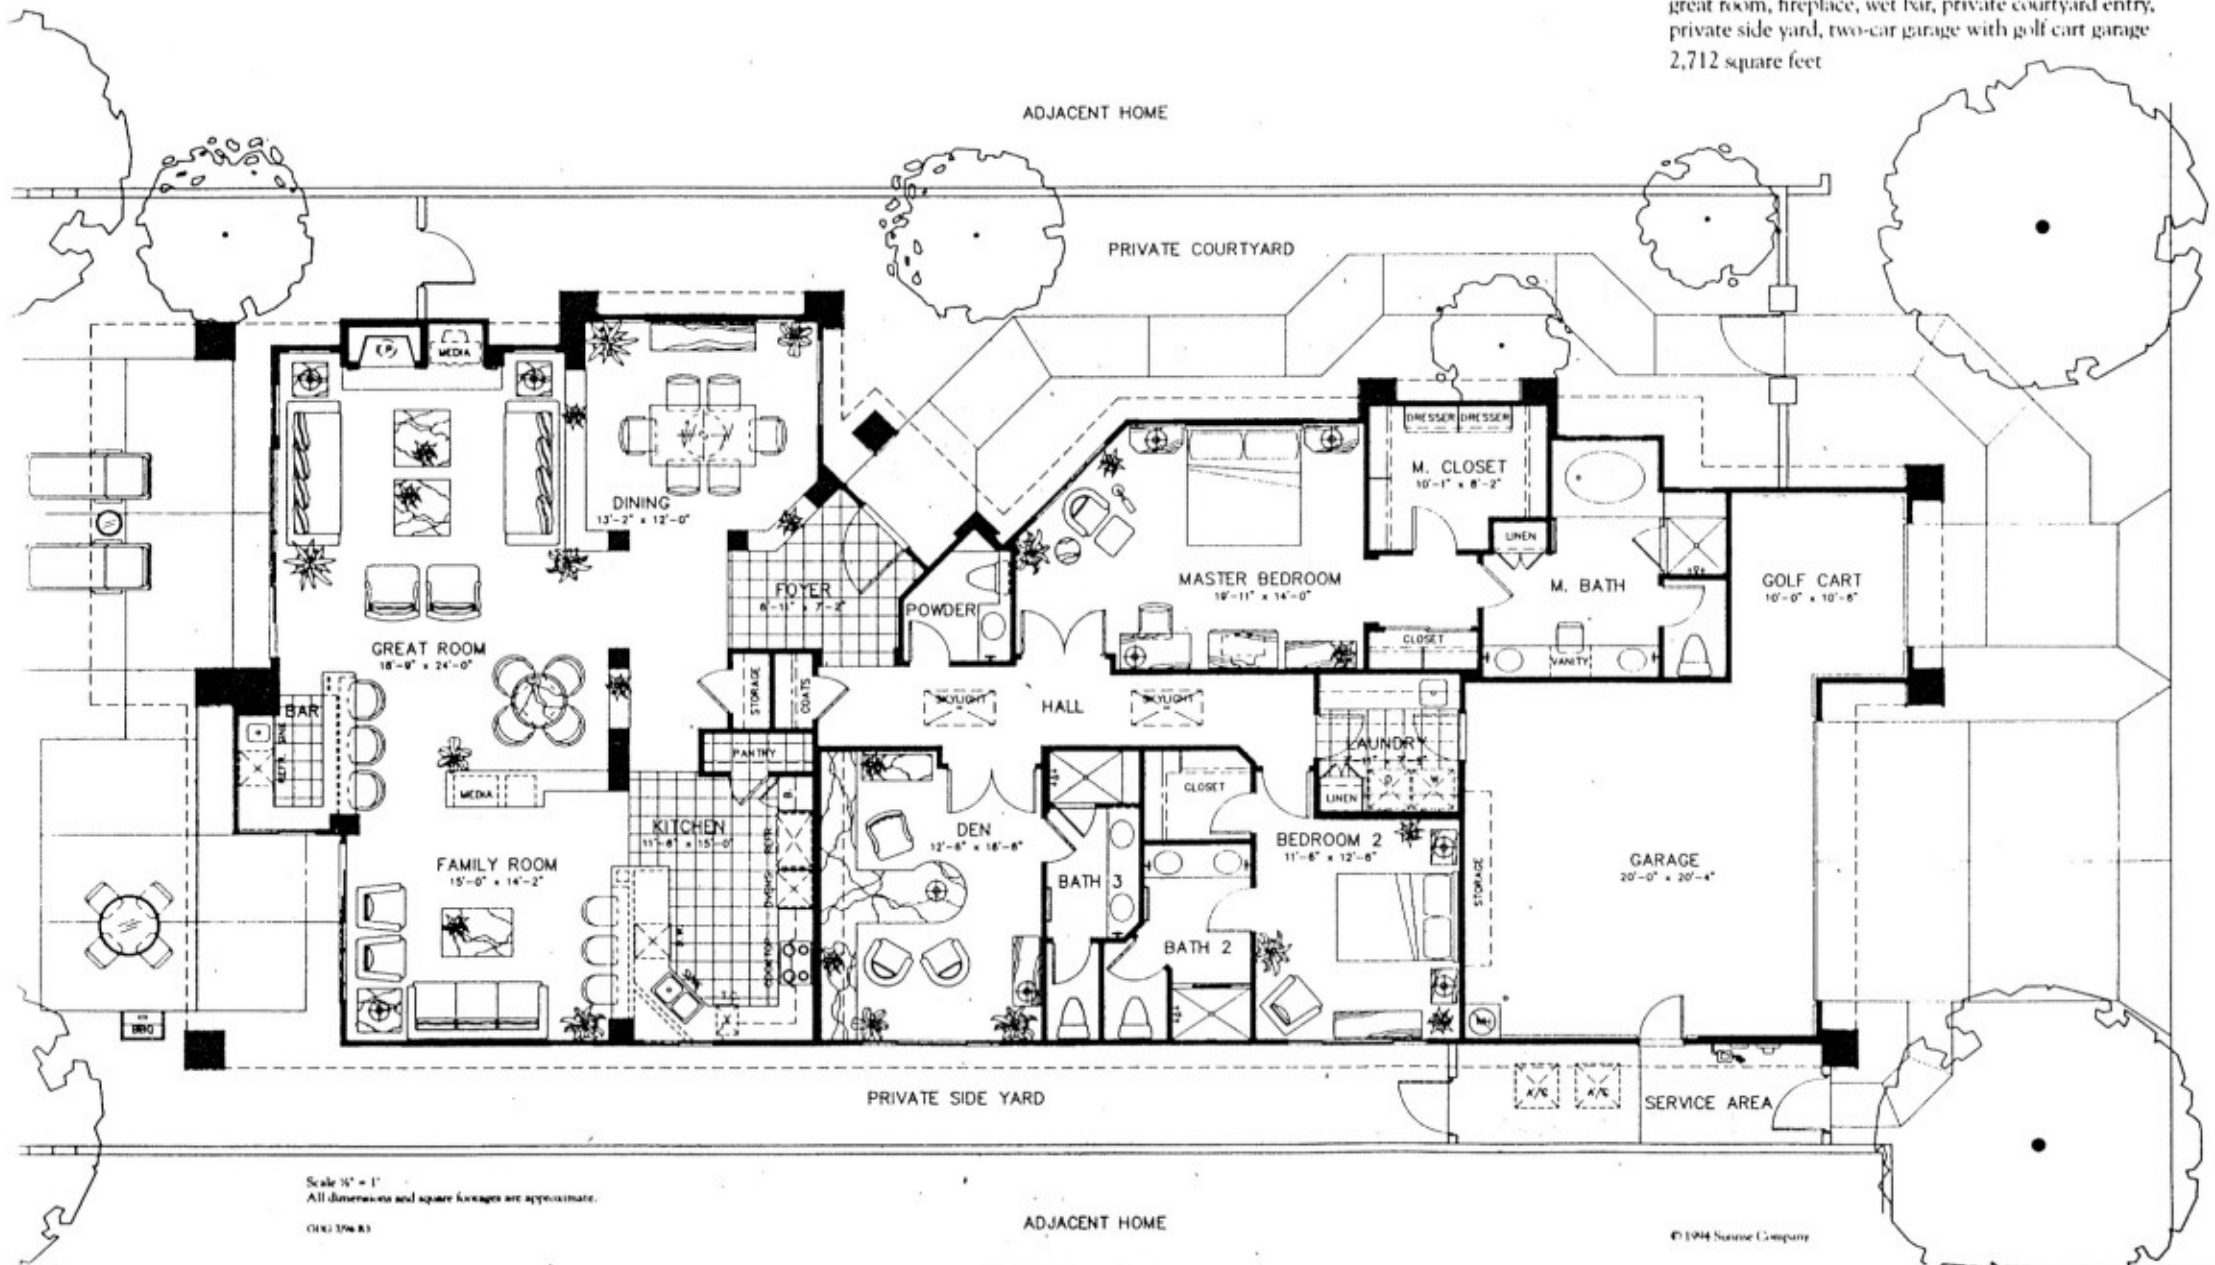 great room, fireplace, wet bar, private courtyard entry,
private side yard, two-car garage with golf cart garage
2,712 square feet
ADJACENT HOME
PRIVATE COURTYARD
MEDIA
DRESSER DRESSER
M. CLOSET
10'-1" x 8'-2"
DINING
13'-2" x 12'-0"
LINEN
FOYER
MASTER BEDROOM
19'-11" x 14'-0"
M. BATH
GOLF CART
10'-0" x 10'-6"
POWDER
GREAT ROOM
18'-9" x 24'-0"
CLOSET
VANITY
STORAGE
COATS
SKYLIGHT
HALL
SKYLIGHT
BAR
SINK
REFR.
PANTRY
LAUNDRY
MEDIA
CLOSET
LINEN
D
W
B.
KITCHEN
11'-6" x 15'-0"
REFR.
OVENS
DEN
12'-6" x 16'-6"
BEDROOM 2
11'-6" x 12'-6"
FAMILY ROOM
15'-0" x 14'-2"
BATH 3
GARAGE
20'-0" x 20'-4"
STORAGE
D.W.
COOKTOP
SINK
BATH 2
BBQ
PRIVATE SIDE YARD
A/C
A/C
SERVICE AREA
All dimensions and square footages are approximate.
ADJACENT HOME
© 1994 Sunrise Company